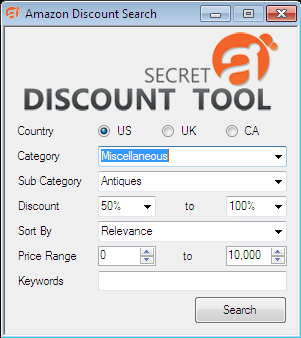 Amazon Discount Search
SECRET
DISCOUNT TOOL
Country US UK CA
Category Miscellaneous
Sub Category Antiques
Discount 50% to 100%
Sort By Relevance
Price Range 0 to 10,000
Keywords
Search